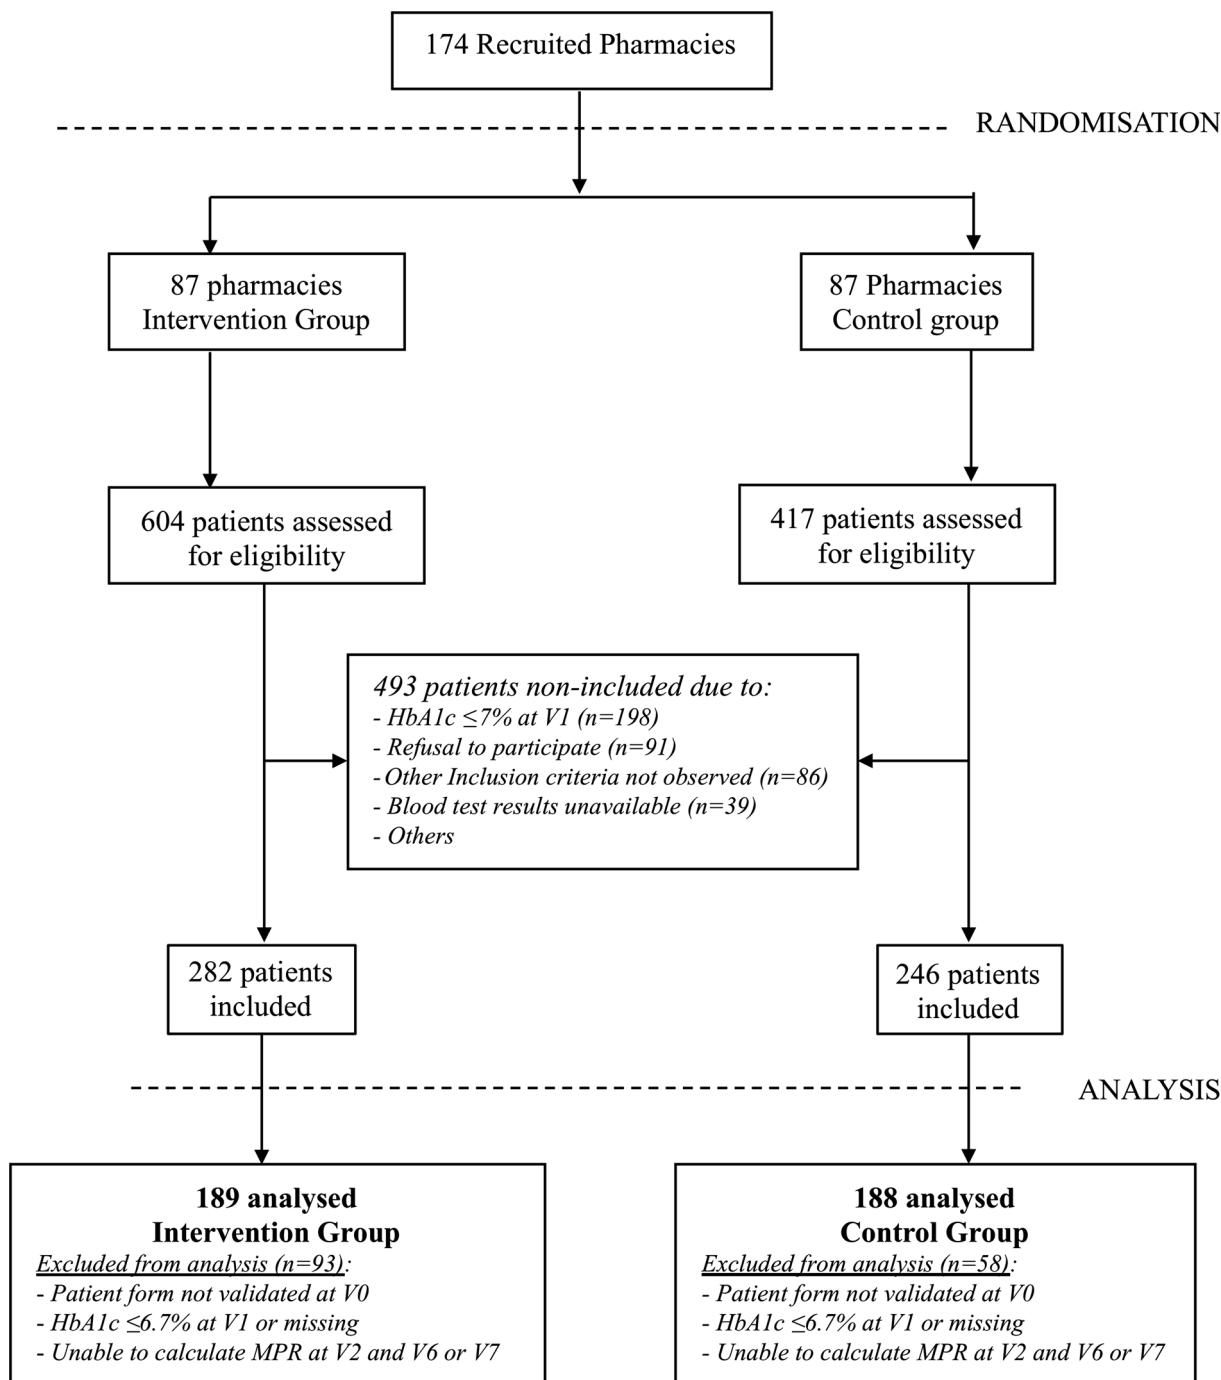 174 Recruited Pharmacies
RANDOMISATION
87 pharmacies
Intervention Group
87 Pharmacies
Control group
604 patients assessed
for eligibility
417 patients assessed
for eligibility
493 patients non-included due to:
- HbA1c ≤7% at V1 (n=198)
- Refusal to participate (n=91)
- Other Inclusion criteria not observed (n=86)
- Blood test results unavailable (n=39)
- Others
282 patients
included
246 patients
included
ANALYSIS
189 analysed
Intervention Group
Excluded from analysis (n=93):
- Patient form not validated at V0
- HbA1c ≤6.7% at V1 or missing
- Unable to calculate MPR at V2 and V6 or V7
188 analysed
Control Group
Excluded from analysis (n=58):
- Patient form not validated at V0
- HbA1c ≤6.7% at V1 or missing
- Unable to calculate MPR at V2 and V6 or V7